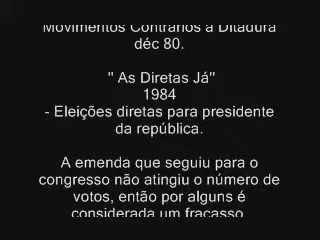 Movimentos Contrários a Ditadura
déc 80.
" As Diretas Já"
1984
- Eleições diretas para presidente
da república.
A emenda que seguiu para o
congresso não atingiu o número de
votos, então por alguns é
considerada um fracasso